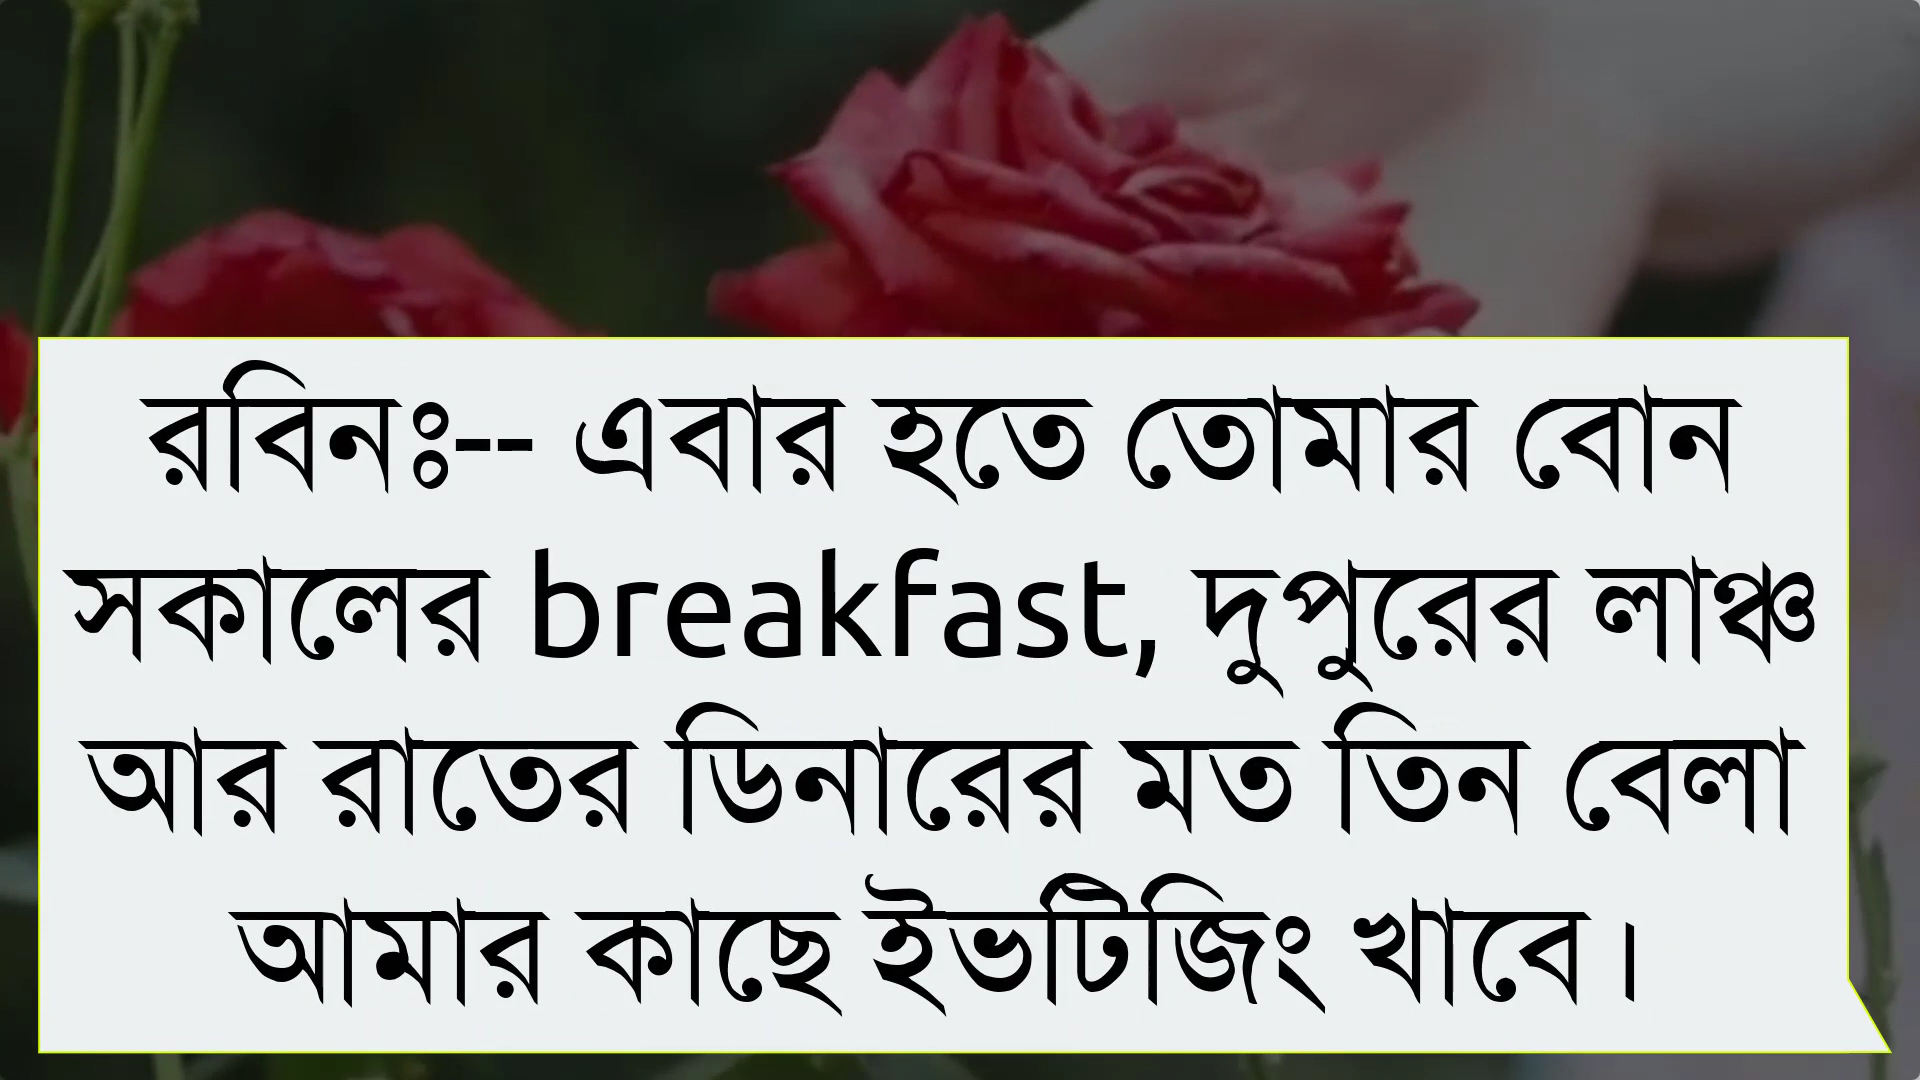 রবিনঃ-- এবার হতে তোমার বোন
সকালের breakfast, দুপুরের লাঞ্চ
আর রাতের ডিনারের মত তিন বেলা
আমার কাছে ইভটিজিং খাবে।